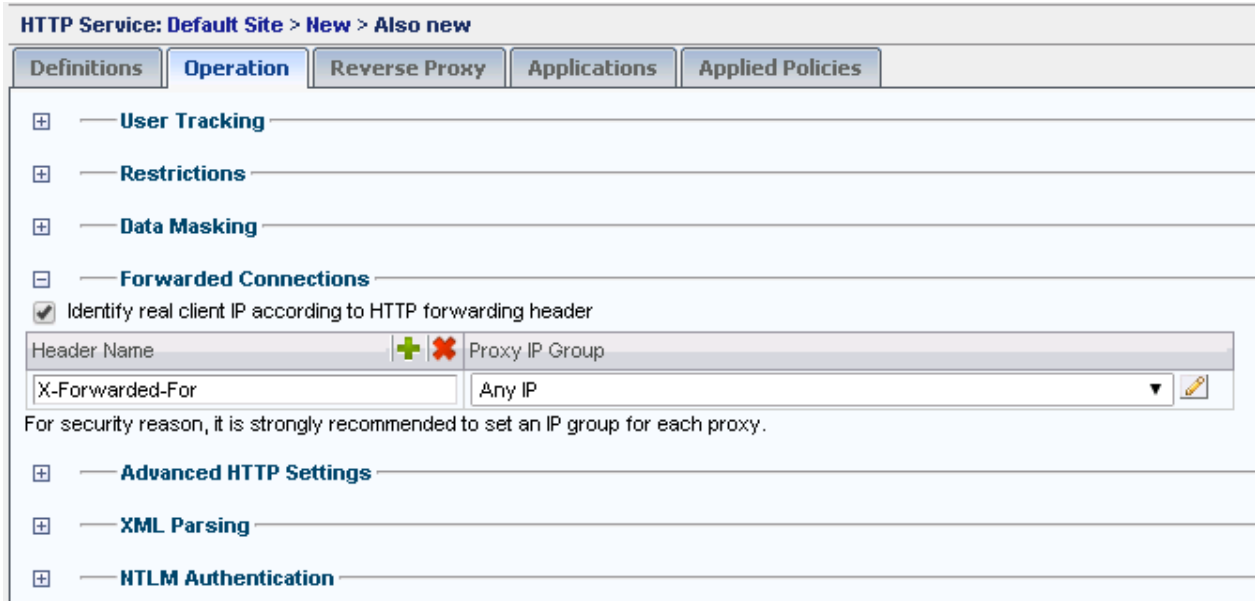 HTTP Service: Default Site > New > Also new
Definitions Operation Reverse Proxy Applications Applied Policies
User Tracking
Restrictions
Data Masking
Forwarded Connections
Identify real client IP according to HTTP forwarding header
Header Name Proxy IP Group
X-Forwarded-For Any IP
For security reason, it is strongly recommended to set an IP group for each proxy.
Advanced HTTP Settings
XML Parsing
NTLM Authentication